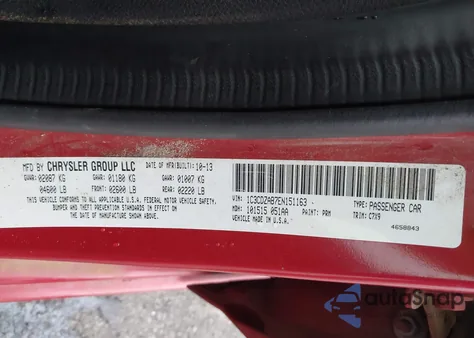 MFD BY CHRYSLER GROUP LLC DATE OF MFR(BUILT): 10-13
GVWR: 02087 KG GAWR: 01180 KG GAWR: 01007 KG
04600 LB FRONT: 02600 LB REAR: 02220 LB
THIS VEHICLE CONFORMS TO ALL APPLICABLE U.S.A. FEDERAL MOTOR VEHICLE SAFETY,
BUMPER AND THEFT PREVENTION STANDARDS IN EFFECT ON
THE DATE OF MANUFACTURE SHOWN ABOVE.
VIN: 1C3CDZAB7EN151163 TYPE: PASSENGER CAR
MDH: 101515 051AA PAINT: PRM TRIM: C7X9
VEHICLE MADE IN U.S.A.
4658843
autoSnap